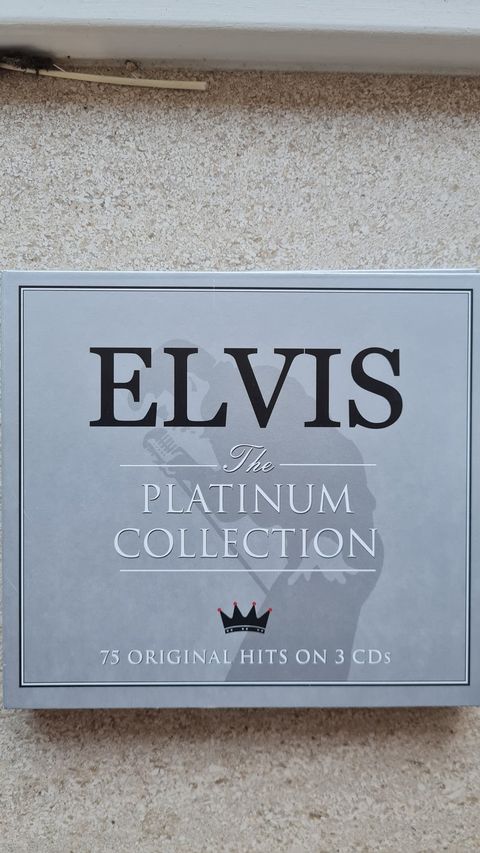 ELVIS
The
PLATINUM
COLLECTION
75 ORIGINAL HITS ON 3 CDs